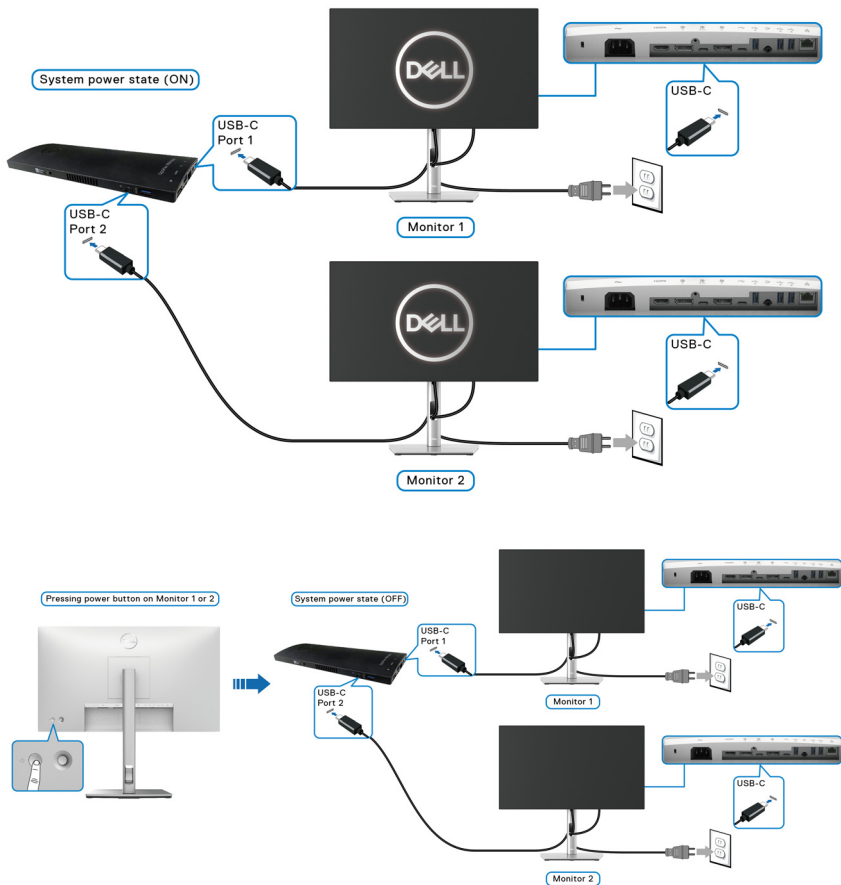 System power state (ON)
DELL
USB-C
USB-C
Port 1
Monitor 1
USB-C
Port 2
DELL
USB-C
Monitor 2
Pressing power button on Monitor 1 or 2
System power state (OFF)
USB-C
USB-C
Port 1
Monitor 1
USB-C
Port 2
USB-C
Monitor 2